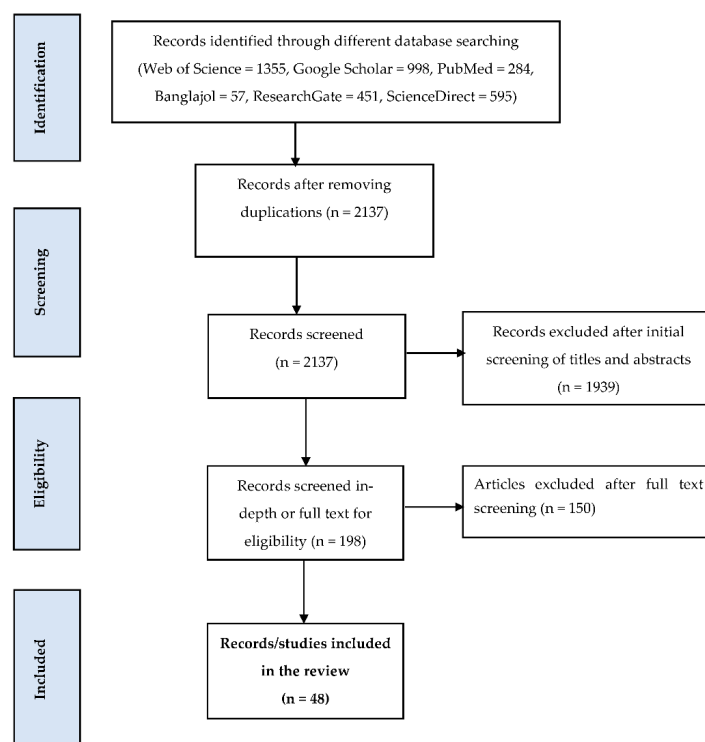 Identification
Records identified through different database searching
(Web of Science = 1355, Google Scholar = 998, PubMed = 284,
Banglajol = 57, ResearchGate = 451, ScienceDirect = 595)
Records after removing
duplications (n = 2137)
Screening
Records screened
(n = 2137)
Records excluded after initial
screening of titles and abstracts
(n = 1939)
Eligibility
Records screened in-
depth or full text for
eligibility (n = 198)
Articles excluded after full text
screening (n = 150)
Included
Records/studies included
in the review
(n = 48)